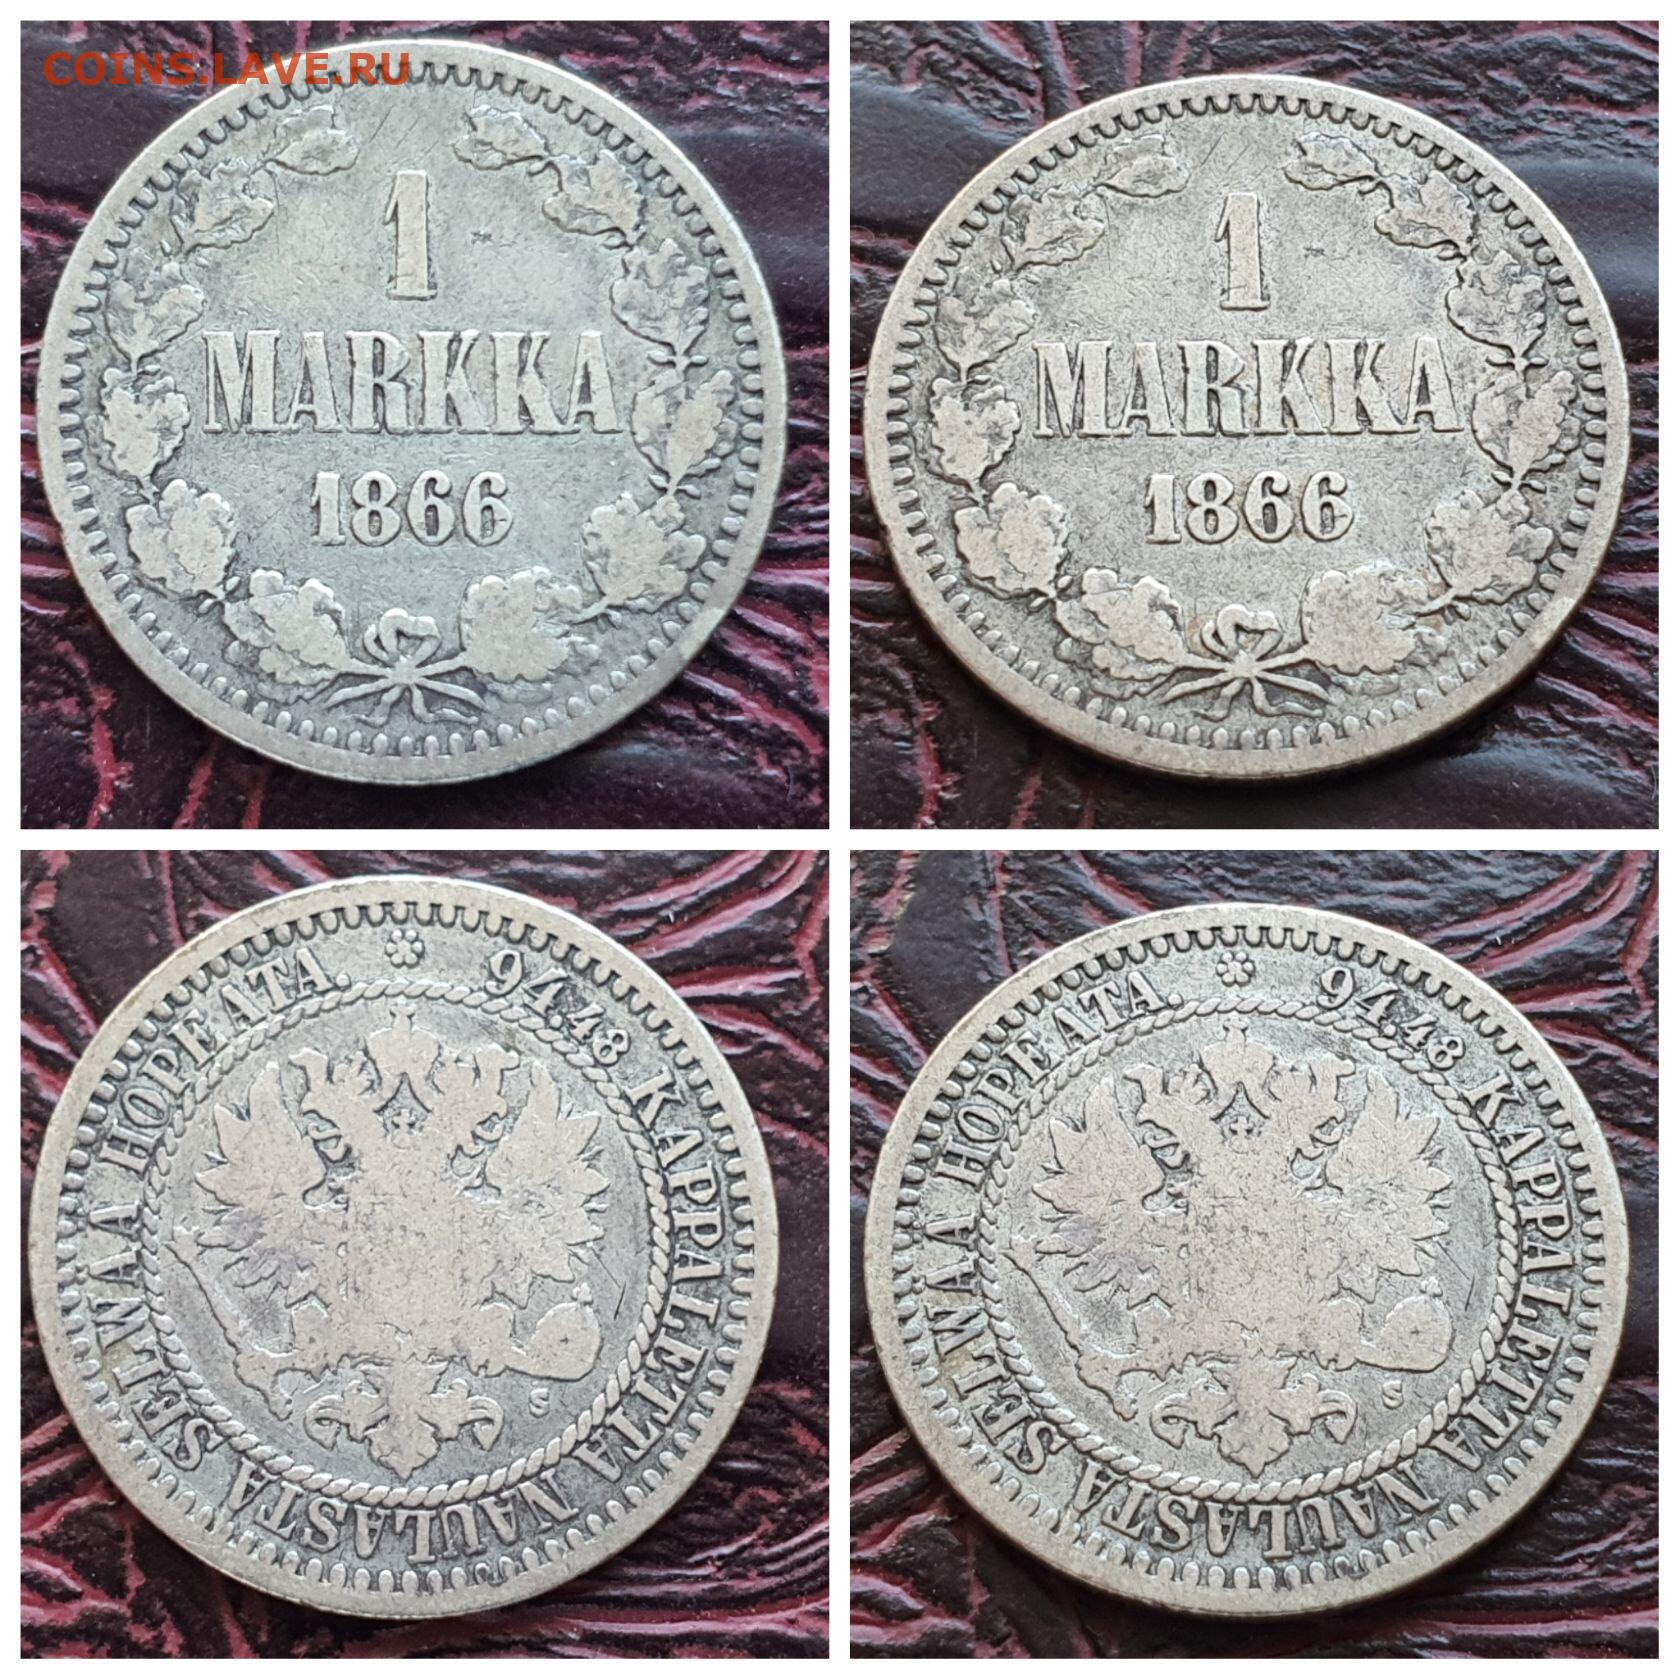 COINS.LAVE.RU
1
MARKKA
1866
1
MARKKA
1866
94.48 KAPPALETTA NAULASTA SELWÄÄ HOPEATA.
S
94.48 KAPPALETTA NAULASTA SELWÄÄ HOPEATA.
S